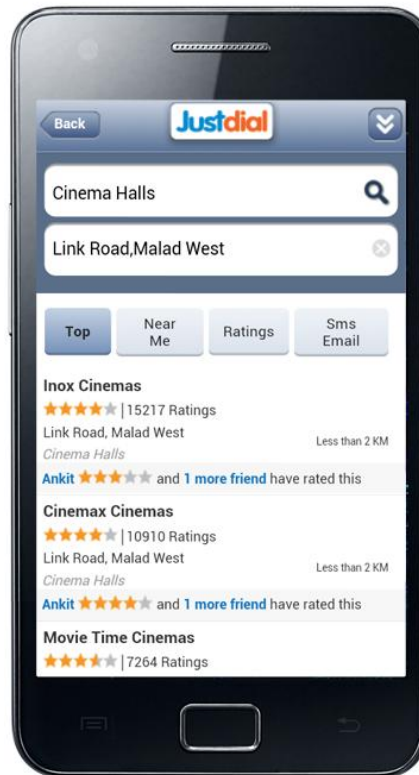 Back
Justdial
Cinema Halls
Link Road,Malad West
Top
Near
Me
Ratings
Sms
Email
Inox Cinemas
|15217 Ratings
Link Road, Malad West
Less than 2 KM
Cinema Halls
Ankit and 1 more friend have rated this
Cinemax Cinemas
|10910 Ratings
Link Road, Malad West
Less than 2 KM
Cinema Halls
Ankit and 1 more friend have rated this
Movie Time Cinemas
|7264 Ratings